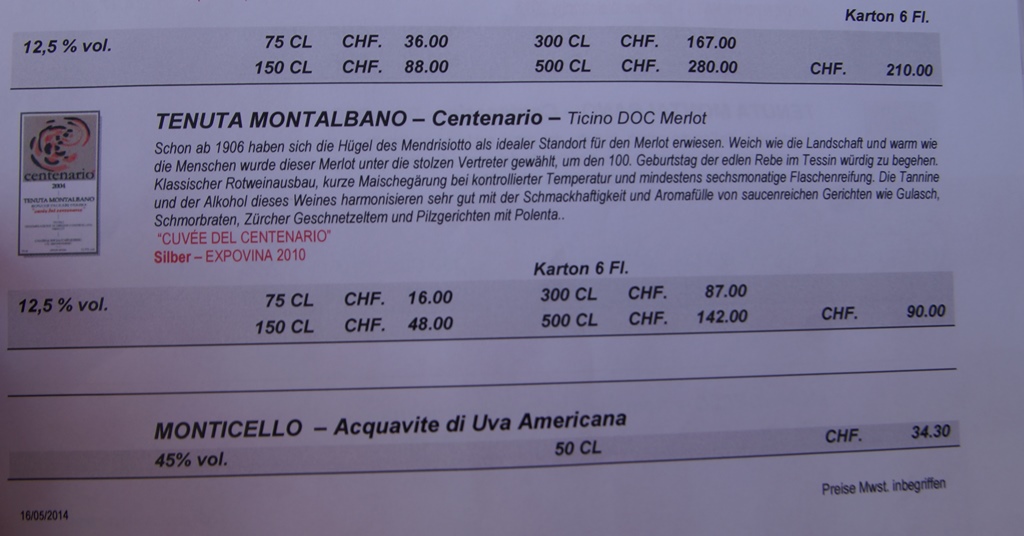 Karton 6 Fl.
12,5 % vol. 75 CL CHF. 36.00 300 CL CHF. 167.00
150 CL CHF. 88.00 500 CL CHF. 280.00 CHF. 210.00
TENUTA MONTALBANO – Centenario – Ticino DOC Merlot
Schon ab 1906 haben sich die Hügel des Mendrisiotto als idealer Standort für den Merlot erwiesen. Weich wie die Landschaft und warm wie
die Menschen wurde dieser Merlot unter die stolzen Vertreter gewählt, um den 100. Geburtstag der edlen Rebe im Tessin würdig zu begehen.
Klassischer Rotweinausbau, kurze Maischegärung bei kontrollierter Temperatur und mindestens sechsmonatige Flaschenreifung. Die Tannine
und der Alkohol dieses Weines harmonisieren sehr gut mit der Schmackhaftigkeit und Aromafülle von saucenreichen Gerichten wie Gulasch,
Schmorbraten, Zürcher Geschnetzeltem und Pilzgerichten mit Polenta..
"CUVÉE DEL CENTENARIO"
Silber – EXPOVINA 2010
centenario
2004
TENUTA MONTALBANO
Karton 6 Fl.
12,5 % vol. 75 CL CHF. 16.00 300 CL CHF. 87.00
150 CL CHF. 48.00 500 CL CHF. 142.00 CHF. 90.00
MONTICELLO – Acquavite di Uva Americana
45% vol. 50 CL CHF. 34.30
Preise Mwst. inbegriffen
16/05/2014